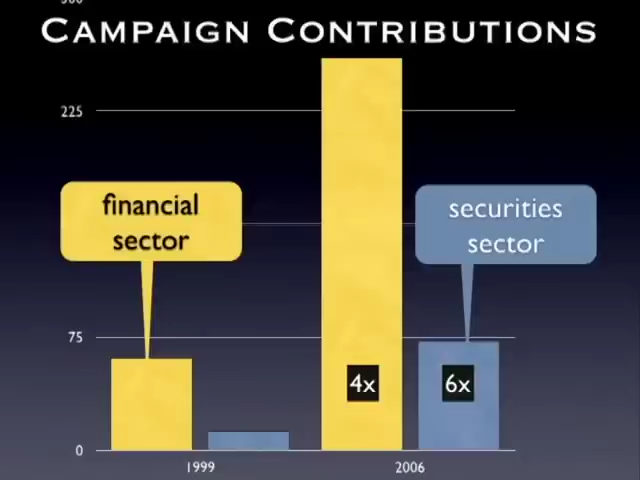 CAMPAIGN CONTRIBUTIONS
225
financial
sector
securities
sector
75
4x
6x
0
1999
2006